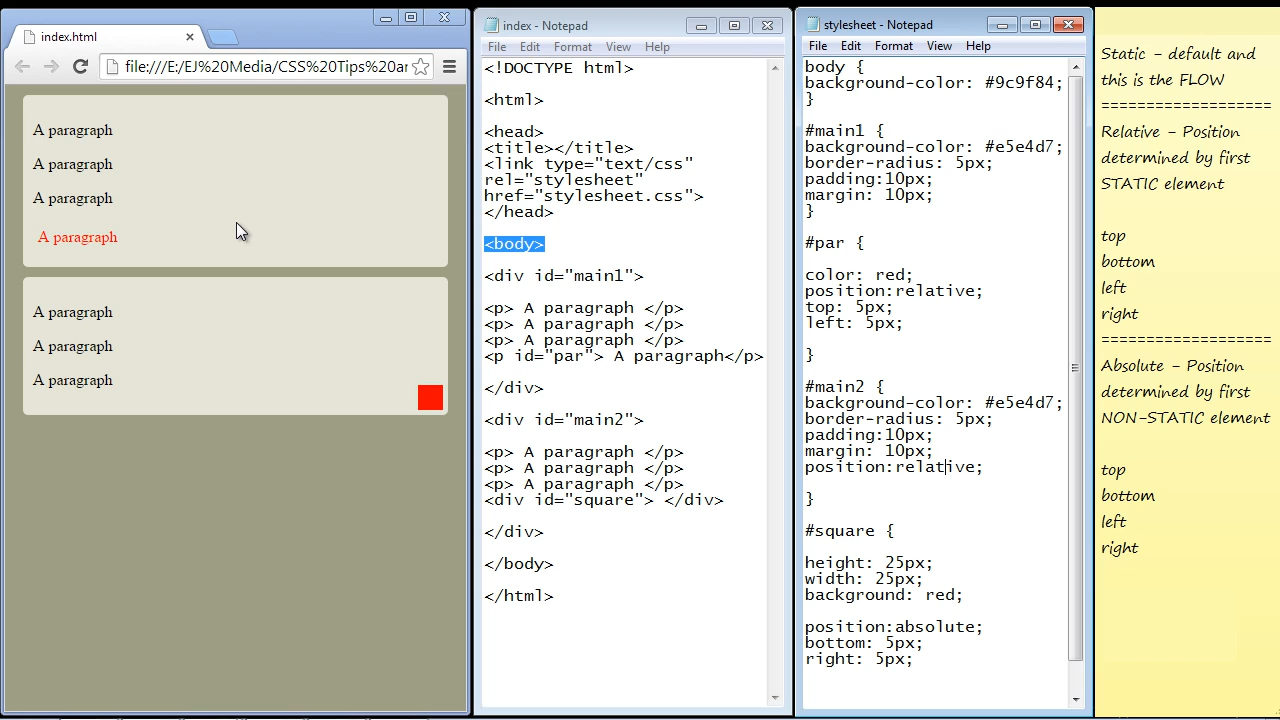 index.html
file:///E:/EJ%20Media/CSS%20Tips%20ar
A paragraph
A paragraph
A paragraph
A paragraph
A paragraph
A paragraph
A paragraph
index - Notepad
File Edit Format View Help
<!DOCTYPE html>
<html>
<head>
<title></title>
<link type="text/css"
rel="stylesheet"
href="stylesheet.css">
</head>
<body>
<div id="main1">
<p> A paragraph </p>
<p> A paragraph </p>
<p> A paragraph </p>
<p id="par"> A paragraph</p>
</div>
<div id="main2">
<p> A paragraph </p>
<p> A paragraph </p>
<p> A paragraph </p>
<div id="square"> </div>
</div>
</body>
</html>
stylesheet - Notepad
File Edit Format View Help
body {
background-color: #9c9f84;
}
#main1 {
background-color: #e5e4d7;
border-radius: 5px;
padding:10px;
margin: 10px;
}
#par {
color: red;
position:relative;
top: 5px;
left: 5px;
}
#main2 {
background-color: #e5e4d7;
border-radius: 5px;
padding:10px;
margin: 10px;
position:relative;
}
#square {
height: 25px;
width: 25px;
background: red;
position:absolute;
bottom: 5px;
right: 5px;
Static - default and
this is the FLOW
===================
Relative - Position
determined by first
STATIC element
top
bottom
left
right
===================
Absolute - Position
determined by first
NON-STATIC element
top
bottom
left
right